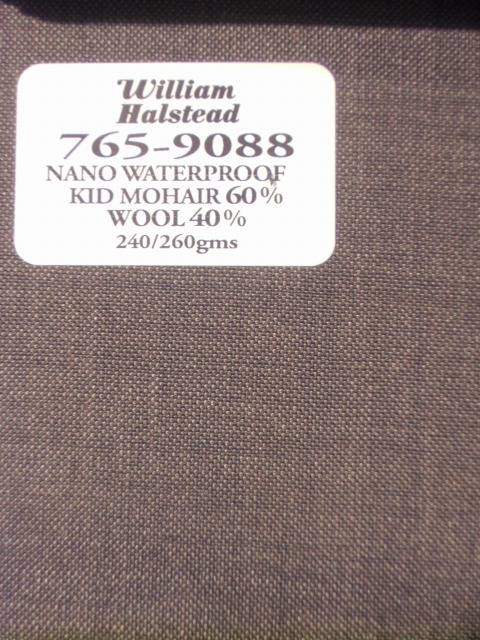 William
Halstead
765-9088
NANO WATERPROOF
KID MOHAIR 60%
WOOL 40%
240/260gms